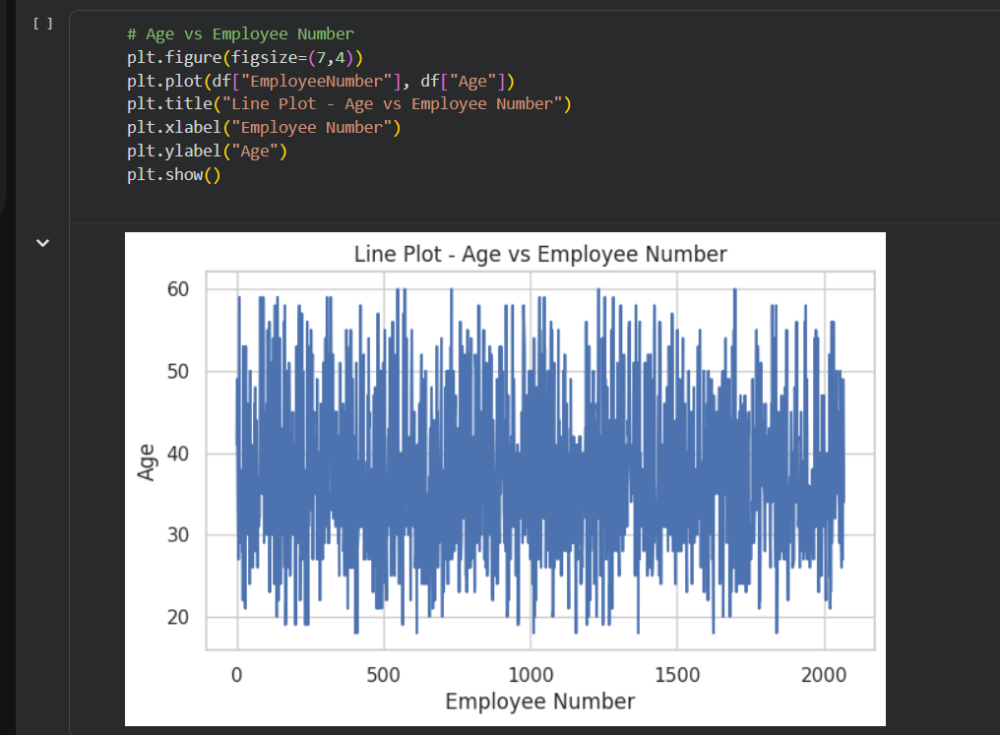 [ ]
# Age vs Employee Number
plt.figure(figsize=(7,4))
plt.plot(df["EmployeeNumber"], df["Age"])
plt.title("Line Plot - Age vs Employee Number")
plt.xlabel("Employee Number")
plt.ylabel("Age")
plt.show()
Line Plot - Age vs Employee Number
60
50
40
30
20
Age
0 500 1000 1500 2000
Employee Number